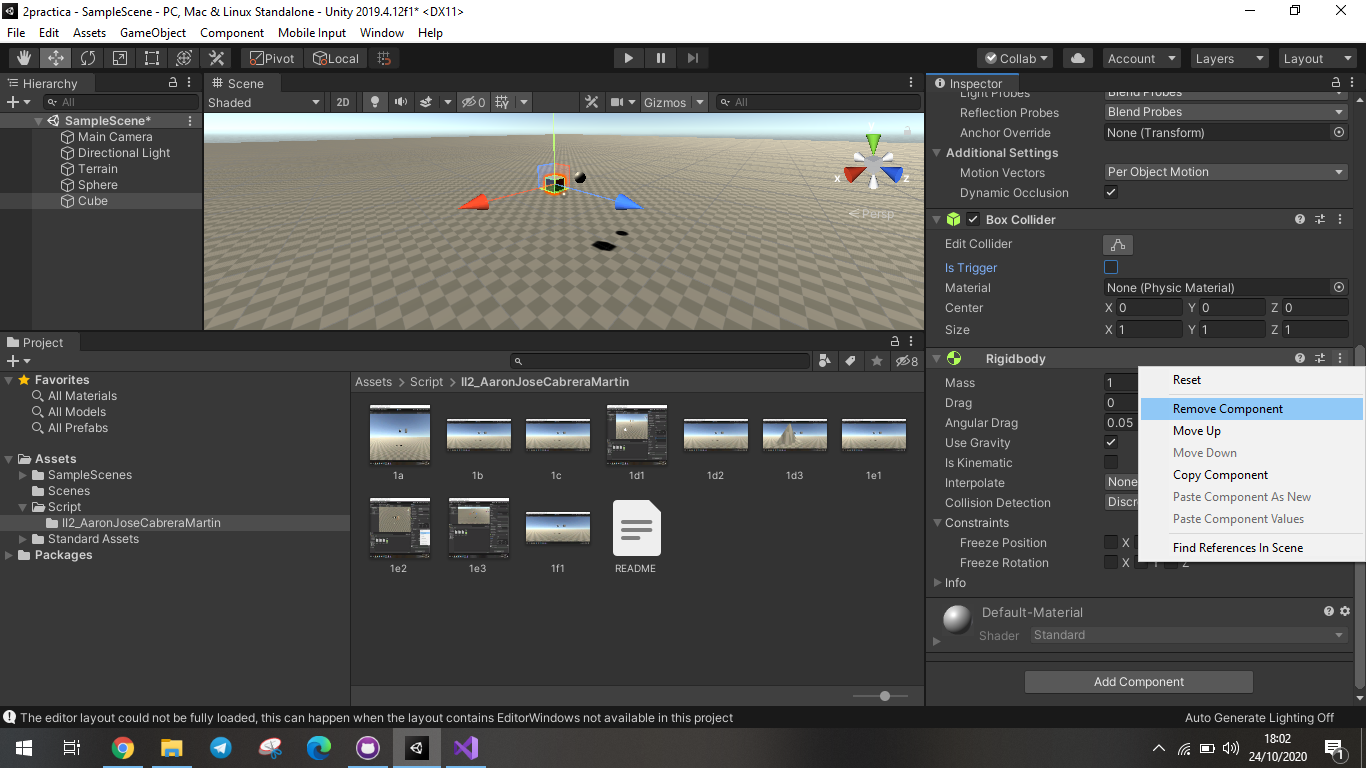 2practica - SampleScene - PC, Mac & Linux Standalone - Unity 2019.4.12f1* <DX11>
File Edit Assets GameObject Component Mobile Input Window Help
Pivot Local Collab Account Layers Layout
Hierarchy
All
SampleScene*
Main Camera
Directional Light
Terrain
Sphere
Cube
Scene
Shaded 2D 0 Gizmos All
y
x z
Persp
Inspector
Light Probes Blend Probes
Reflection Probes Blend Probes
Anchor Override None (Transform)
Additional Settings
Motion Vectors Per Object Motion
Dynamic Occlusion
Box Collider
Edit Collider
Is Trigger
Material None (Physic Material)
Center X 0 Y 0 Z 0
Size X 1 Y 1 Z 1
Rigidbody
Mass 1
Drag 0
Angular Drag 0.05
Use Gravity
Is Kinematic
Interpolate None
Collision Detection Discr
Constraints
Freeze Position X
Freeze Rotation X Y Z
Info
Reset
Remove Component
Move Up
Move Down
Copy Component
Paste Component As New
Paste Component Values
Find References In Scene
Default-Material
Shader Standard
Add Component
Project
8
Favorites
All Materials
All Models
All Prefabs
Assets
SampleScenes
Scenes
Script
II2_AaronJoseCabreraMartin
Standard Assets
Packages
Assets > Script > II2_AaronJoseCabreraMartin
1a 1b 1c 1d1 1d2 1d3 1e1
1e2 1e3 1f1 README
The editor layout could not be fully loaded, this can happen when the layout contains EditorWindows not available in this project
Auto Generate Lighting Off
18:02
24/10/2020
1